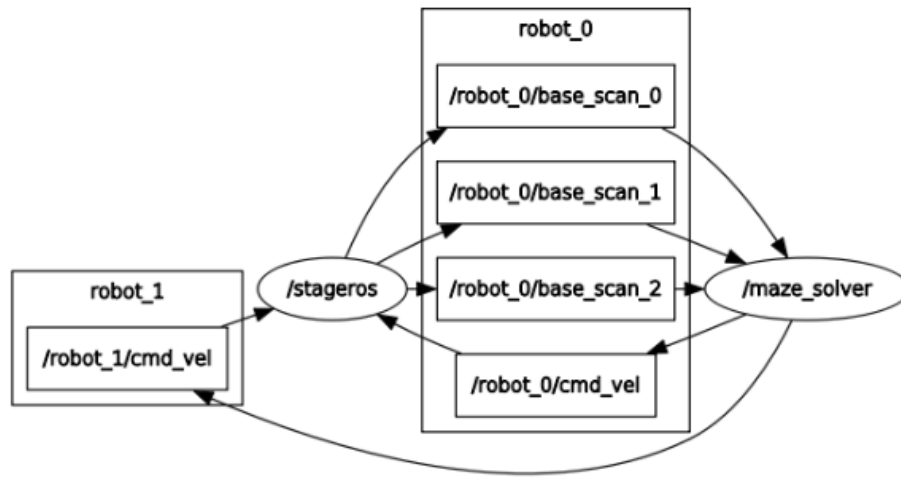 robot_0
/robot_0/base_scan_0
/robot_0/base_scan_1
robot_1
/stageros
/robot_0/base_scan_2
/maze_solver
/robot_1/cmd_vel
/robot_0/cmd_vel